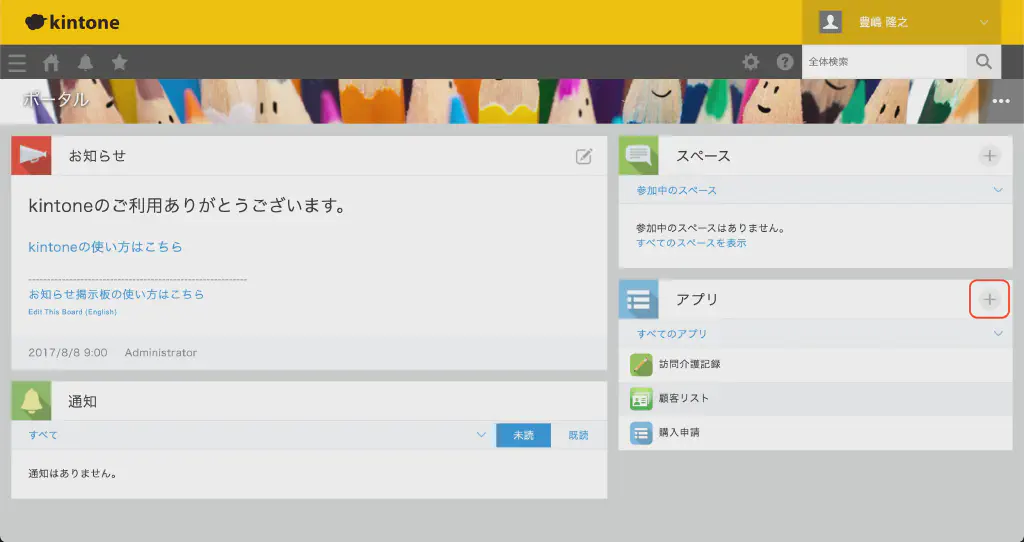 kintone
豊嶋 隆之
全体検索
ポータル
お知らせ
kintoneのご利用ありがとうございます。
kintoneの使い方はこちら
--------------------------------------------------------------
お知らせ掲示板の使い方はこちら
Edit This Board (English)
2017/8/8 9:00 Administrator
通知
すべて
未読
既読
通知はありません。
スペース
参加中のスペース
参加中のスペースはありません。
すべてのスペースを表示
アプリ
すべてのアプリ
訪問介護記録
顧客リスト
購入申請